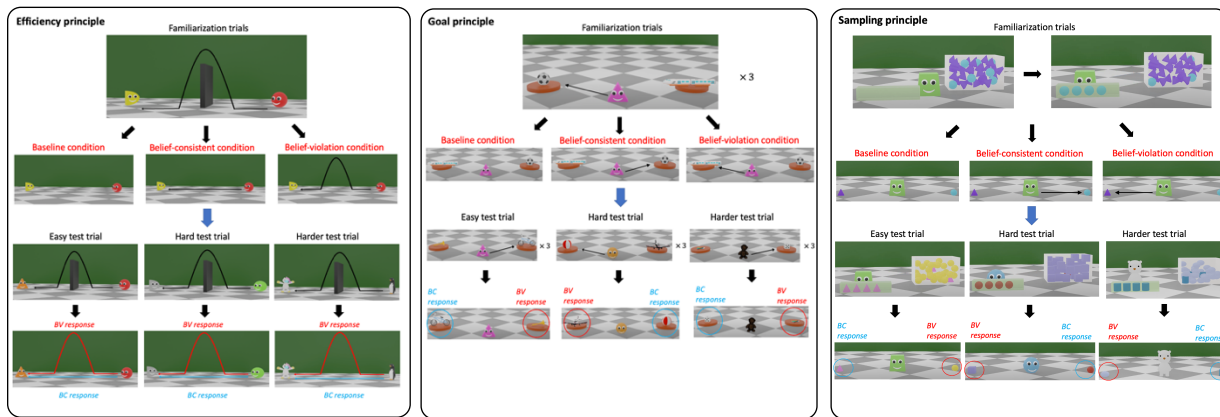 Efficiency principle
Familiarization trials
Baseline condition
Belief-consistent condition
Belief-violation condition
Easy test trial
Hard test trial
Harder test trial
BV response
BV response
BV response
BC response
BC response
BC response
Goal principle
Familiarization trials
× 3
Baseline condition
Belief-consistent condition
Belief-violation condition
Easy test trial
Hard test trial
Harder test trial
× 3
× 3
× 3
BC
response
BV
response
BV
response
BC
response
BC
response
BV
response
Sampling principle
Familiarization trials
Baseline condition
Belief-consistent condition
Belief-violation condition
Easy test trial
Hard test trial
Harder test trial
BC
response
BV
response
BV
response
BC
response
BV
response
BC
response